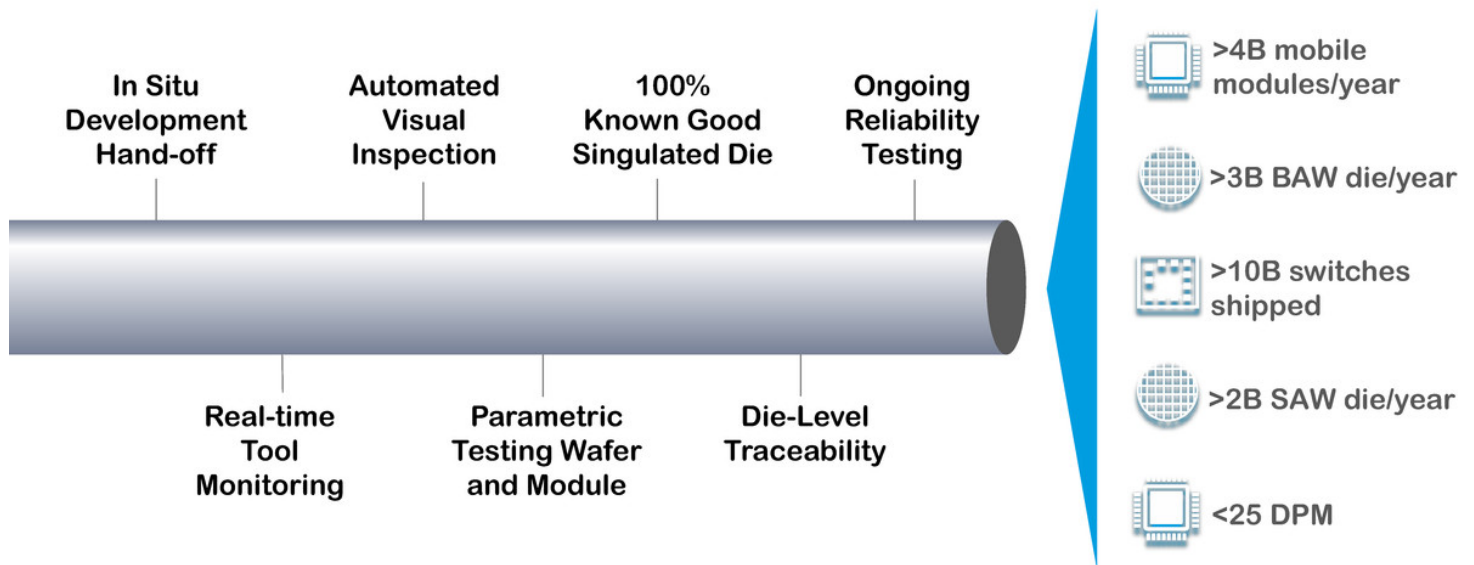 In Situ
Development
Hand-off
Automated
Visual
Inspection
100%
Known Good
Singulated Die
Ongoing
Reliability
Testing
Real-time
Tool
Monitoring
Parametric
Testing Wafer
and Module
Die-Level
Traceability
>4B mobile
modules/year
>3B BAW die/year
>10B switches
shipped
>2B SAW die/year
<25 DPM